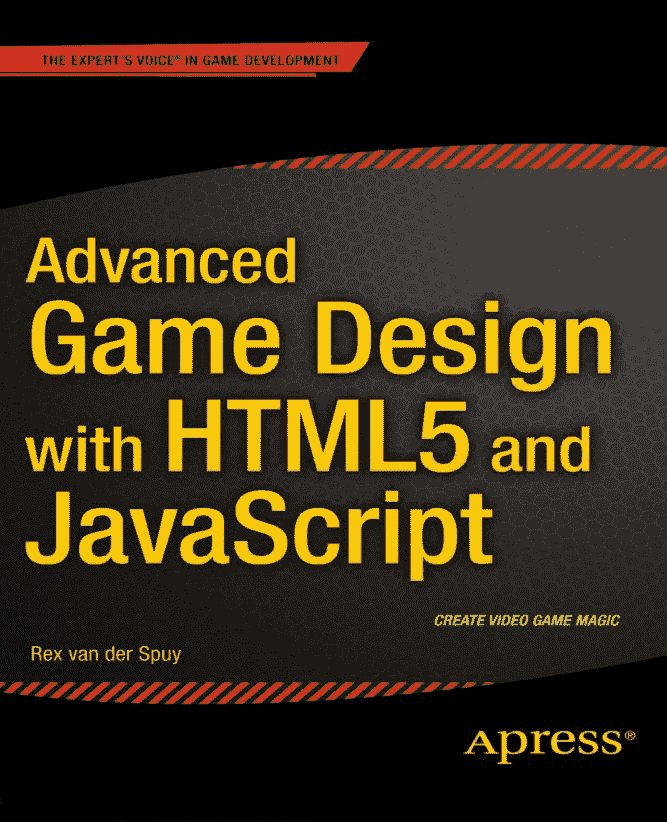 THE EXPERT'S VOICE® IN GAME DEVELOPMENT
Advanced
Game Design
with HTML5 and
JavaScript
CREATE VIDEO GAME MAGIC
Rex van der Spuy
Apress®